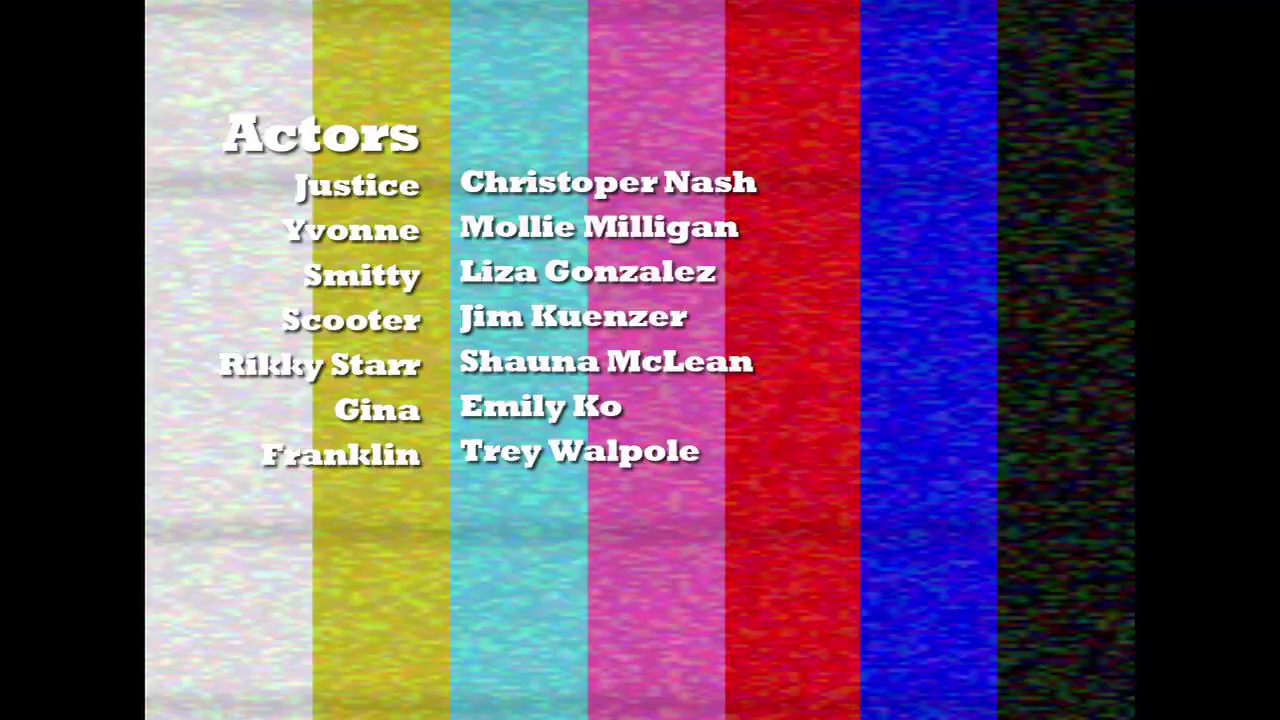 Actors
Justice Christoper Nash
Yvonne Mollie Milligan
Smitty Liza Gonzalez
Scooter Jim Kuenzer
Rikky Starr Shauna McLean
Gina Emily Ko
Franklin Trey Walpole